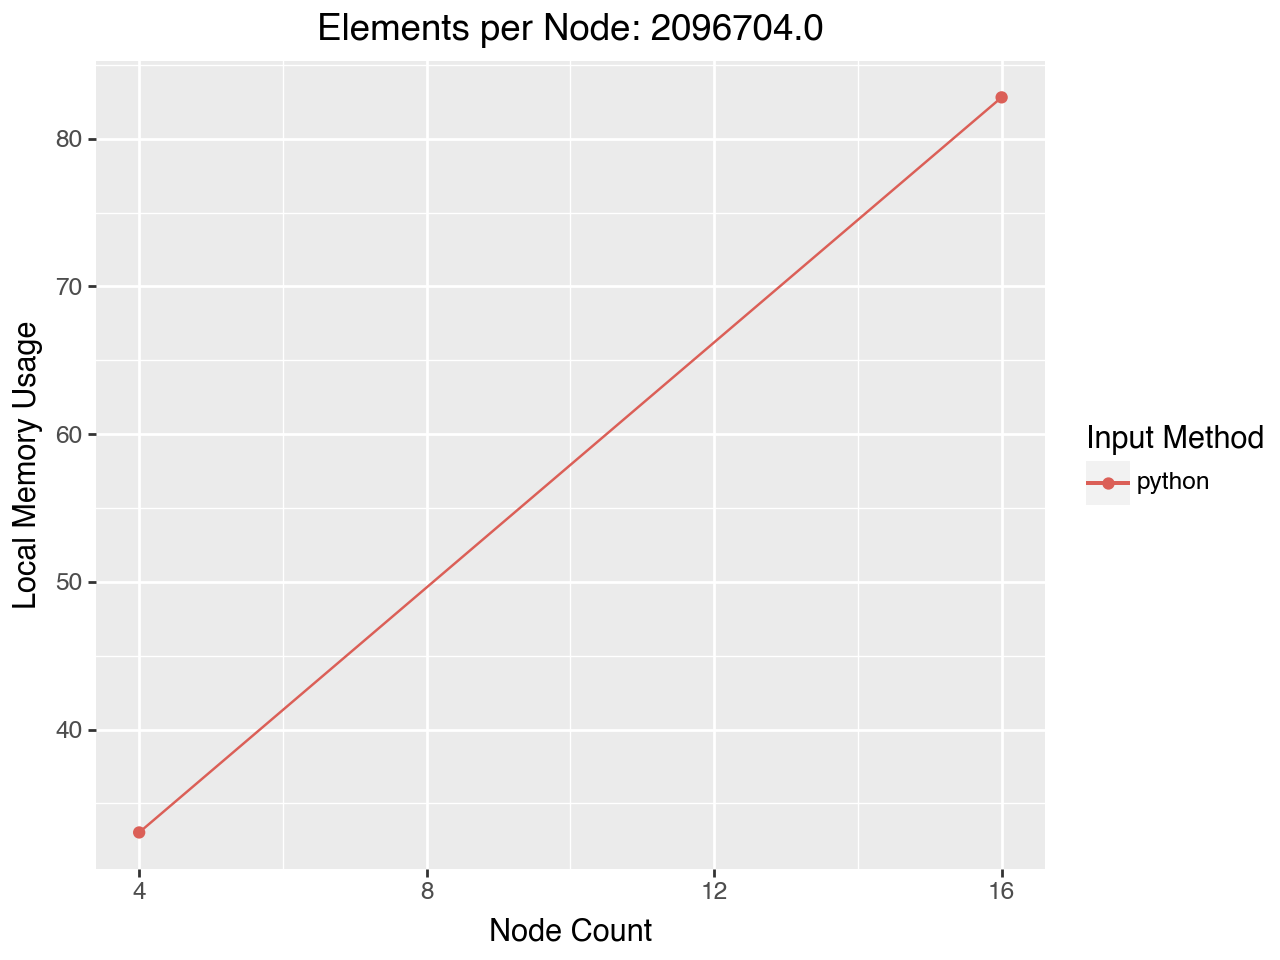 Elements per Node: 2096704.0
80
70
60
50
40
Local Memory Usage
4
8
12
16
Node Count
Input Method
python